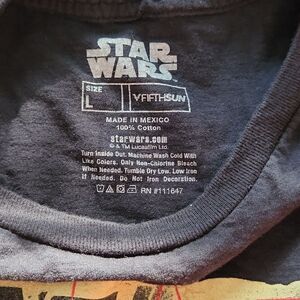 STAR
WARS
SIZE
L
FIFTHSUN
MADE IN MEXICO
100% Cotton
starwars.com
© & TM Lucasfilm Ltd.
Turn Inside Out. Machine Wash Cold With
Like Colors. Only Non-Chlorine Bleach
When Needed. Tumble Dry Low. Low Iron
If Needed. Do Not Iron Decoration.
RN #111647